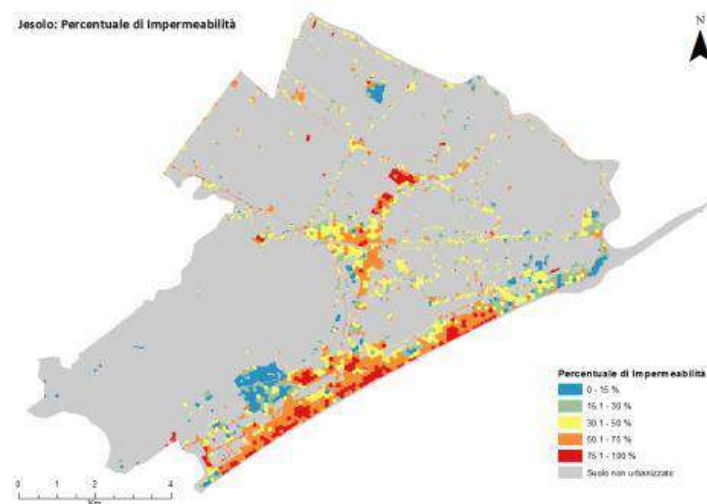 Jesolo: Percentuale di Impermeabilità
N
Percentuale di Impermeabilità
0 - 15 %
15.1 - 30 %
30.1 - 50 %
50.1 - 75 %
75.1 - 100 %
Suolo non urbanizzato
0 1 2 4
Km